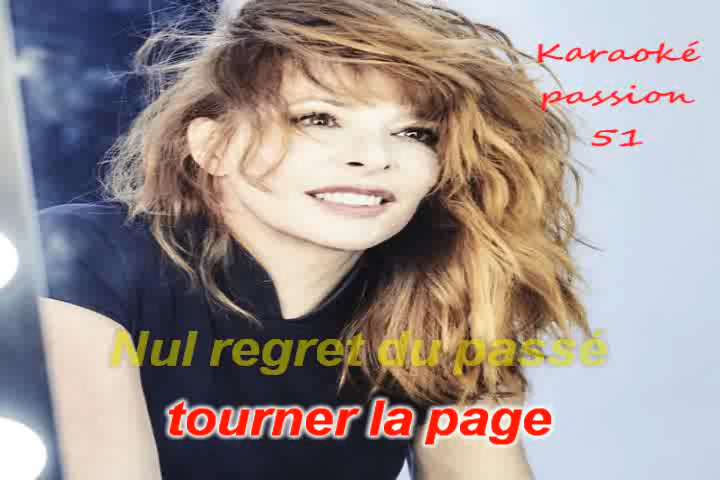 Karaoké
passion
51
Nul regret du passé
tourner la page